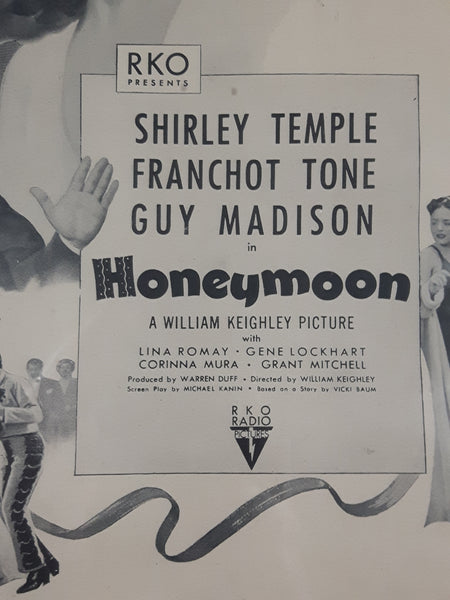 RKO
PRESENTS
SHIRLEY TEMPLE
FRANCHOT TONE
GUY MADISON
in
Honeymoon
A WILLIAM KEIGHLEY PICTURE
with
LINA ROMAY • GENE LOCKHART
CORINNA MURA • GRANT MITCHELL
Produced by WARREN DUFF • Directed by WILLIAM KEIGHLEY
Screen Play by MICHAEL KANIN • Based on a Story by VICKI BAUM
RKO
RADIO
PICTURES